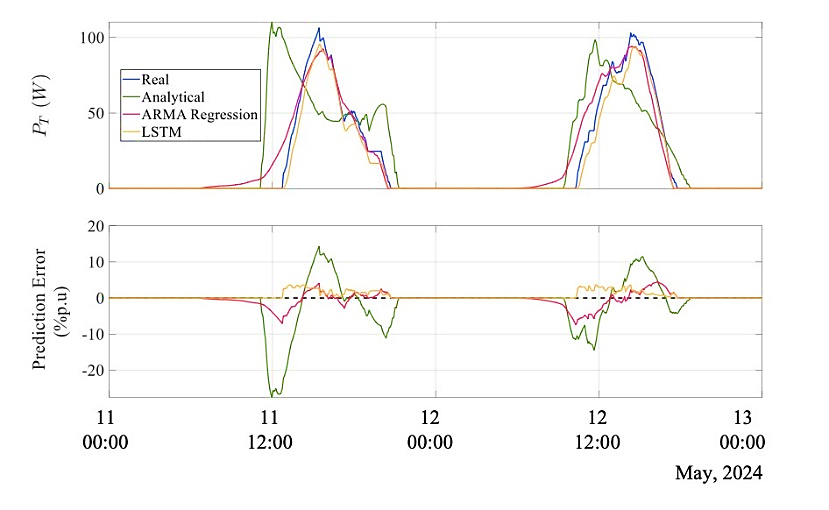 100
50
0
P_T (W)
Real
Analytical
ARMA Regression
LSTM
20
10
0
-10
-20
Prediction Error
(%p.u)
11 11 12 12 13
00:00 12:00 00:00 12:00 00:00
May, 2024